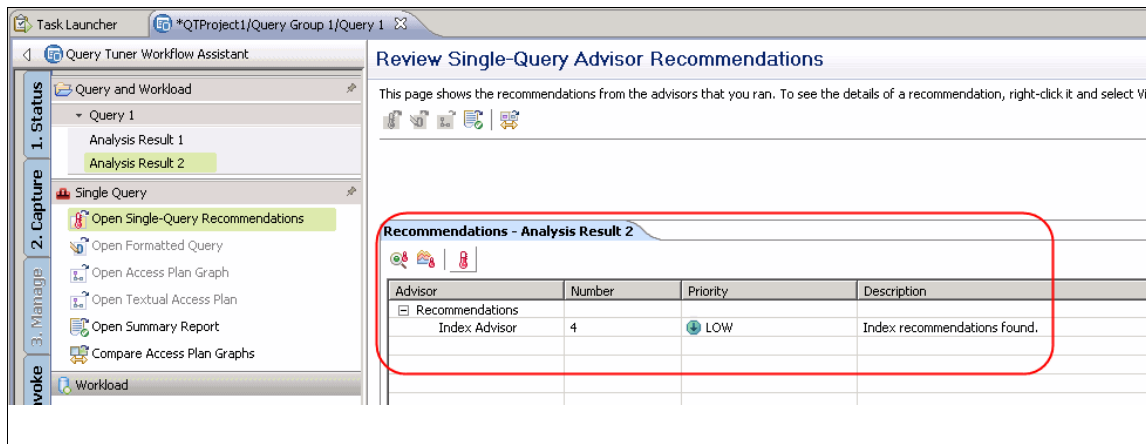 Task Launcher
*QTProject1/Query Group 1/Query 1
Query Tuner Workflow Assistant
1. Status
2. Capture
3. Manage
Query and Workload
Query 1
Analysis Result 1
Analysis Result 2
Single Query
Open Single-Query Recommendations
Open Formatted Query
Open Access Plan Graph
Open Textual Access Plan
Open Summary Report
Compare Access Plan Graphs
Workload
Review Single-Query Advisor Recommendations
This page shows the recommendations from the advisors that you ran. To see the details of a recommendation, right-click it and select Vi
Recommendations - Analysis Result 2
Advisor Number Priority Description
Recommendations
Index Advisor 4 LOW Index recommendations found.